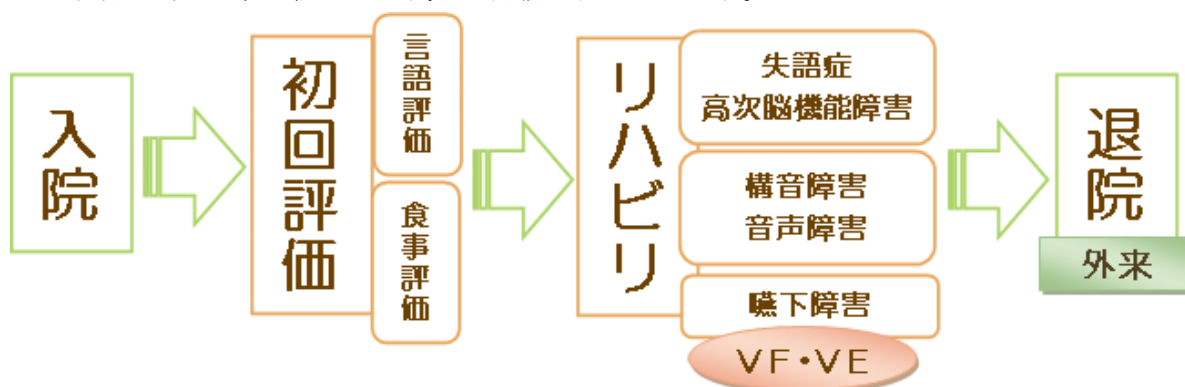 入院
初回評価
言語評価
食事評価
リハビリ
失語症
高次脳機能障害
構音障害
音声障害
嚥下障害
VF・VE
退院
外来